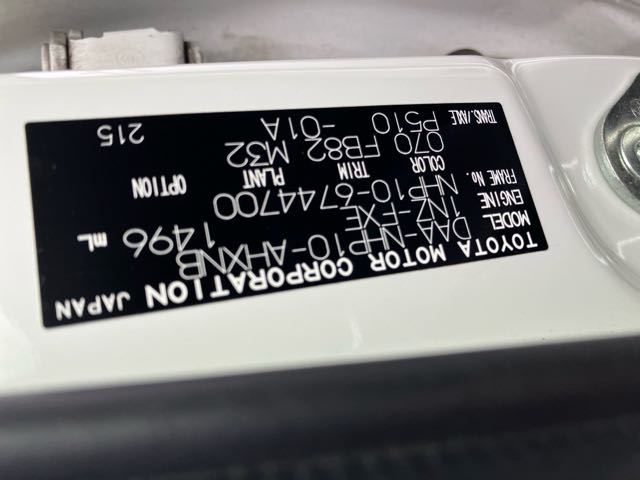 TOYOTA MOTOR CORPORATION JAPAN
MODEL DAA-NHP10-AHXNB
ENGINE 1NZ-FXE 1496 mL
FRAME No. NHP10-6744700
COLOR TRIM PLANT OPTION
070 FB82 M32
TRANS./AXLE P510 -01A
215